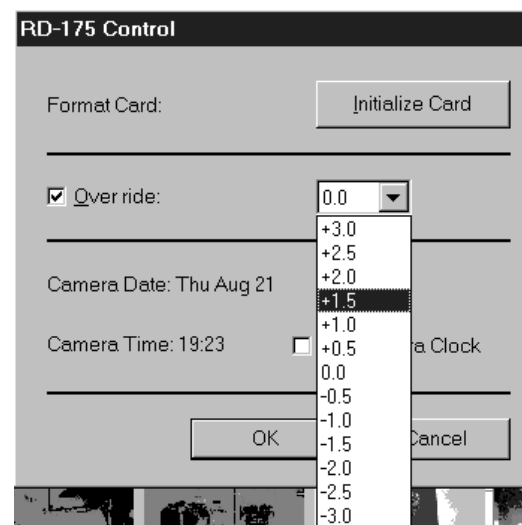 RD-175 Control
Format Card:
Initialize Card
Over ride:
0.0
+3.0
+2.5
+2.0
+1.5
+1.0
+0.5
0.0
-0.5
-1.0
-1.5
-2.0
-2.5
-3.0
Camera Date: Thu Aug 21
Camera Time: 19:23
a Clock
OK
Cancel